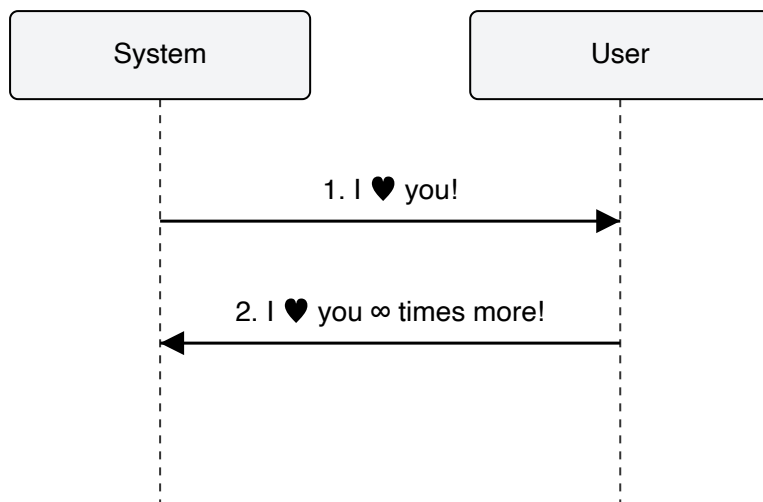 System
User
1. I ♥ you!
2. I ♥ you ∞ times more!